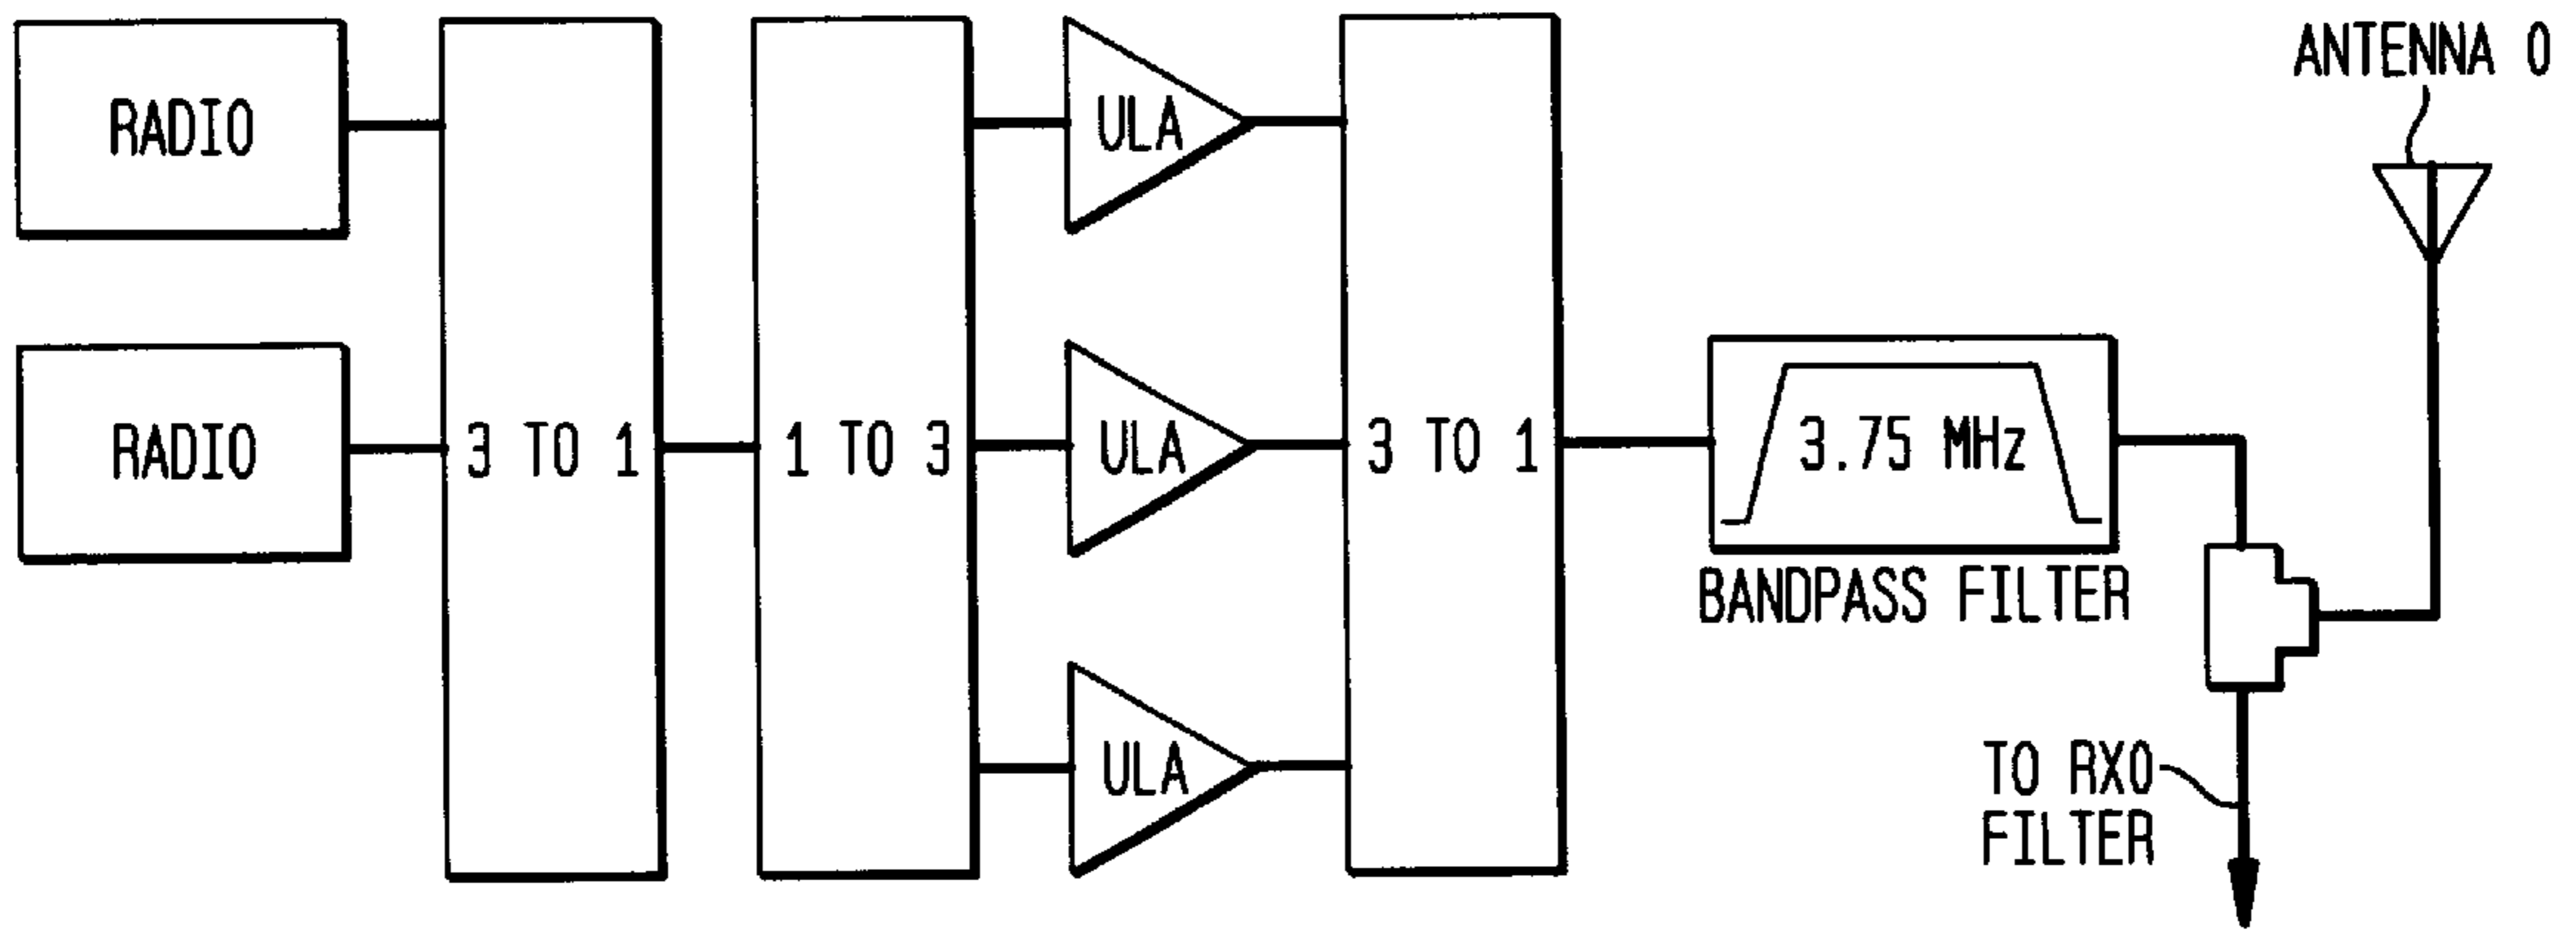 RADIO
RADIO
3 TO 1
1 TO 3
ULA
ULA
ULA
3 TO 1
3.75 MHz
BANDPASS FILTER
ANTENNA 0
TO RX0
FILTER